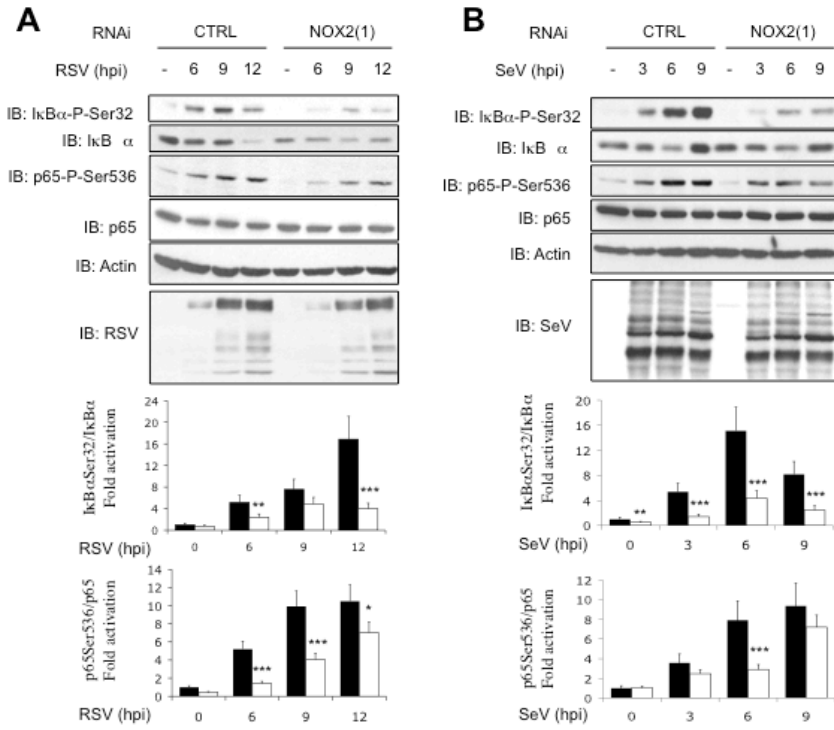 A
RNAi CTRL NOX2(1)
RSV (hpi) - 6 9 12 - 6 9 12
IB: IκBα-P-Ser32
IB: IκB α
IB: p65-P-Ser536
IB: p65
IB: Actin
IB: RSV
IκBαSer32/IκBα
Fold activation
24
20
16
12
8
4
0
** ***
RSV (hpi) 0 6 9 12
p65Ser536/p65
Fold activation
14
12
10
8
6
4
2
0
*** *** *
RSV (hpi) 0 6 9 12
B
RNAi CTRL NOX2(1)
SeV (hpi) - 3 6 9 - 3 6 9
IB: IκBα-P-Ser32
IB: IκB α
IB: p65-P-Ser536
IB: p65
IB: Actin
IB: SeV
IκBαSer32/IκBα
Fold activation
20
16
12
8
4
0
** *** *** ***
SeV (hpi) 0 3 6 9
p65Ser536/p65
Fold activation
12
10
8
6
4
2
0
***
SeV (hpi) 0 3 6 9